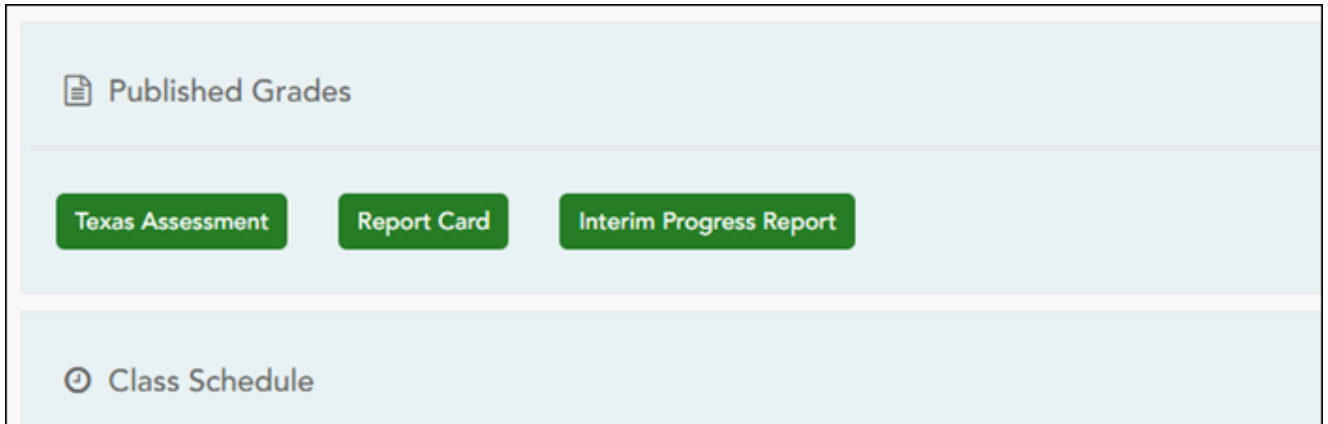 Published Grades
Texas Assessment Report Card Interim Progress Report
Class Schedule